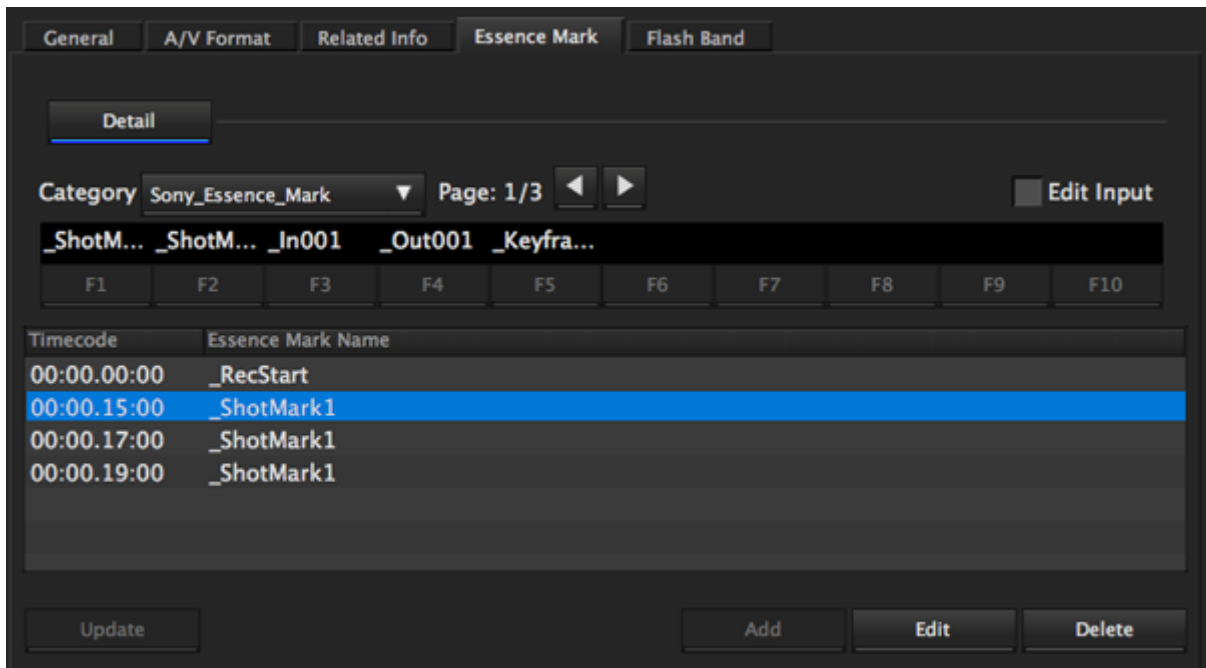 General A/V Format Related Info Essence Mark Flash Band
Detail
Category Sony_Essence_Mark Page: 1/3 Edit Input
_ShotM... _ShotM... _In001 _Out001 _Keyfra...
F1 F2 F3 F4 F5 F6 F7 F8 F9 F10
Timecode Essence Mark Name
00:00.00:00 _RecStart
00:00.15:00 _ShotMark1
00:00.17:00 _ShotMark1
00:00.19:00 _ShotMark1
Update Add Edit Delete